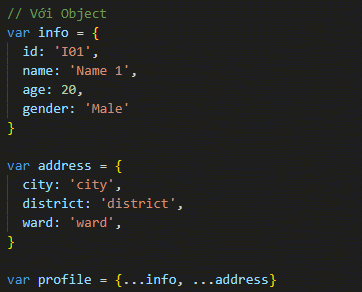 // Với Object
var info = {
id: 'I01',
name: 'Name 1',
age: 20,
gender: 'Male'
}
var address = {
city: 'city',
district: 'district',
ward: 'ward',
}
var profile = {...info, ...address}